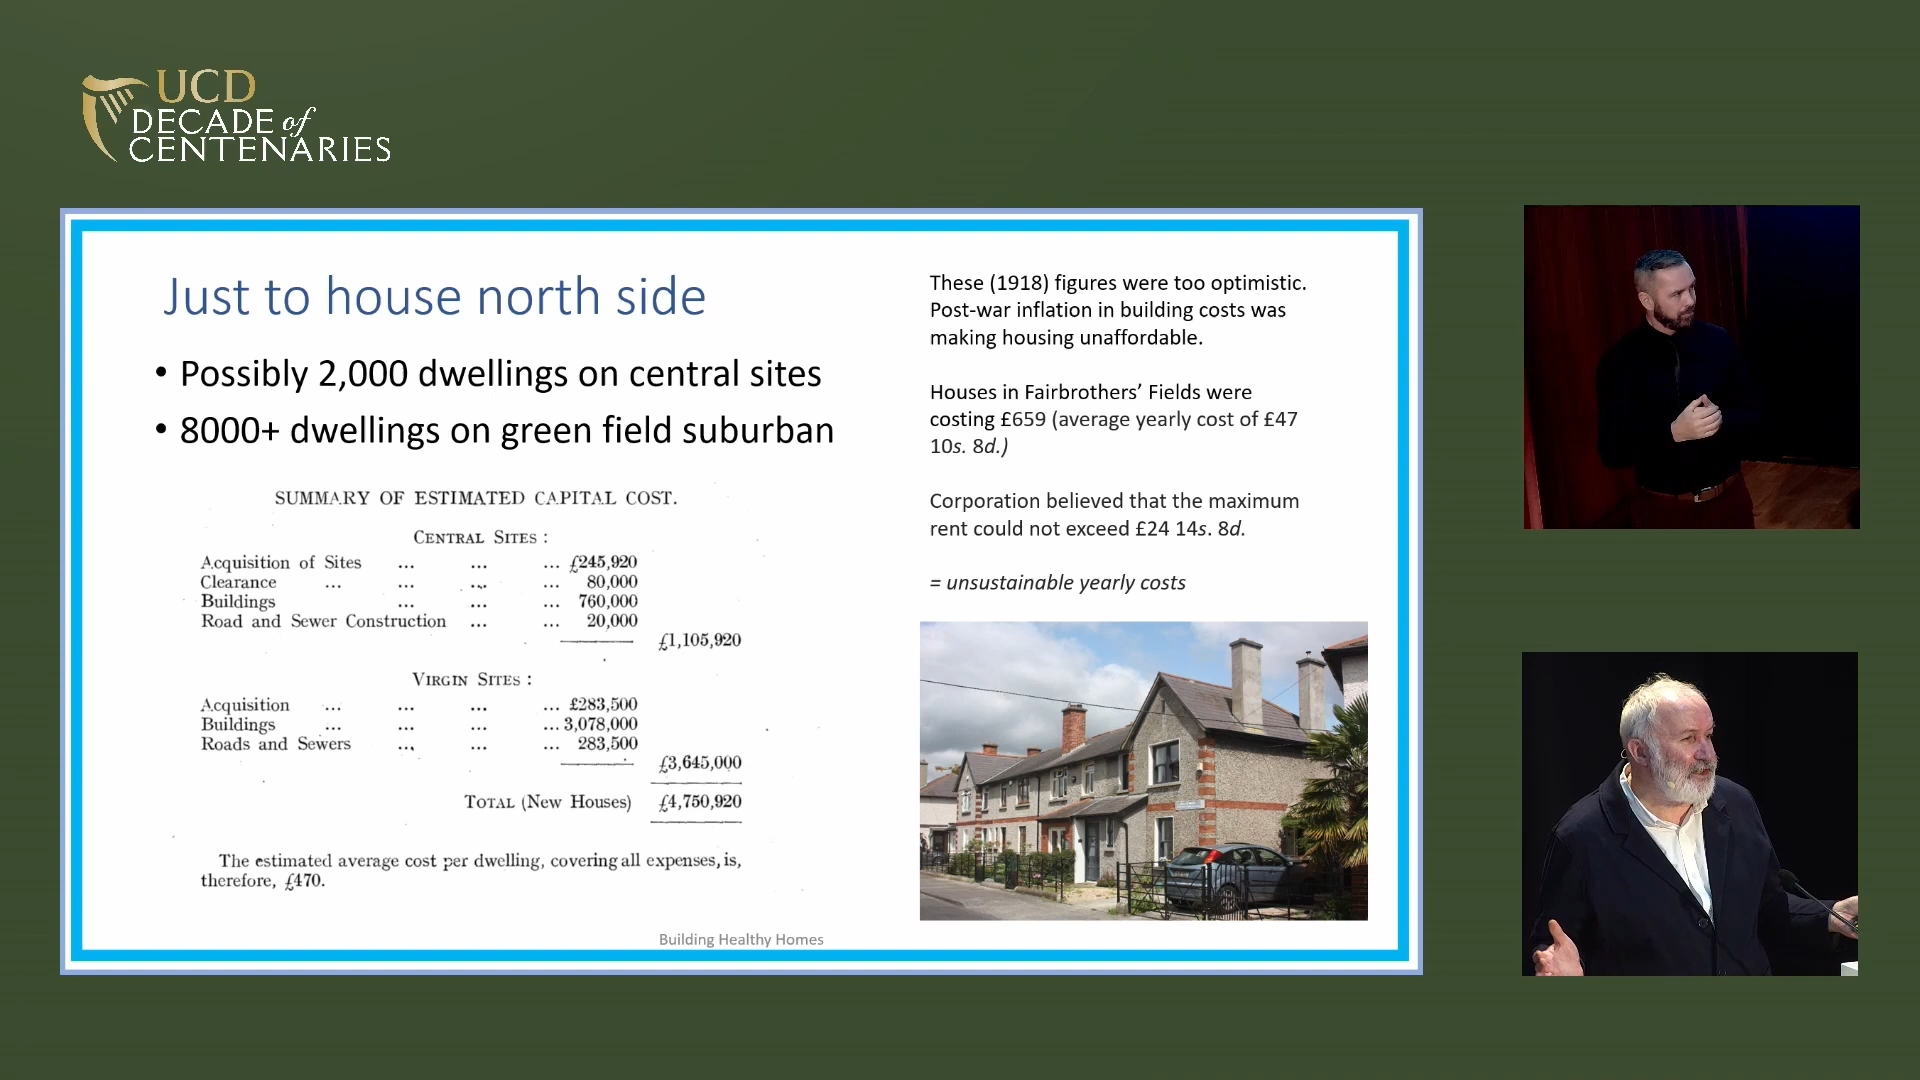 UCD
DECADE of
CENTENARIES
Just to house north side
• Possibly 2,000 dwellings on central sites
• 8000+ dwellings on green field suburban
SUMMARY OF ESTIMATED CAPITAL COST.
CENTRAL SITES :
Acquisition of Sites ... ... ... £245,920
Clearance ... ... ... ... 80,000
Buildings ... ... ... 760,000
Road and Sewer Construction ... ... 20,000
£1,105,920
VIRGIN SITES :
Acquisition ... ... ... ... £283,500
Buildings ... ... ... ... 3,078,000
Roads and Sewers ... ... ... 283,500
£3,645,000
TOTAL (New Houses) £4,750,920
The estimated average cost per dwelling, covering all expenses, is,
therefore, £470.
Building Healthy Homes
These (1918) figures were too optimistic.
Post-war inflation in building costs was
making housing unaffordable.
Houses in Fairbrothers’ Fields were
costing £659 (average yearly cost of £47
10s. 8d.)
Corporation believed that the maximum
rent could not exceed £24 14s. 8d.
= unsustainable yearly costs